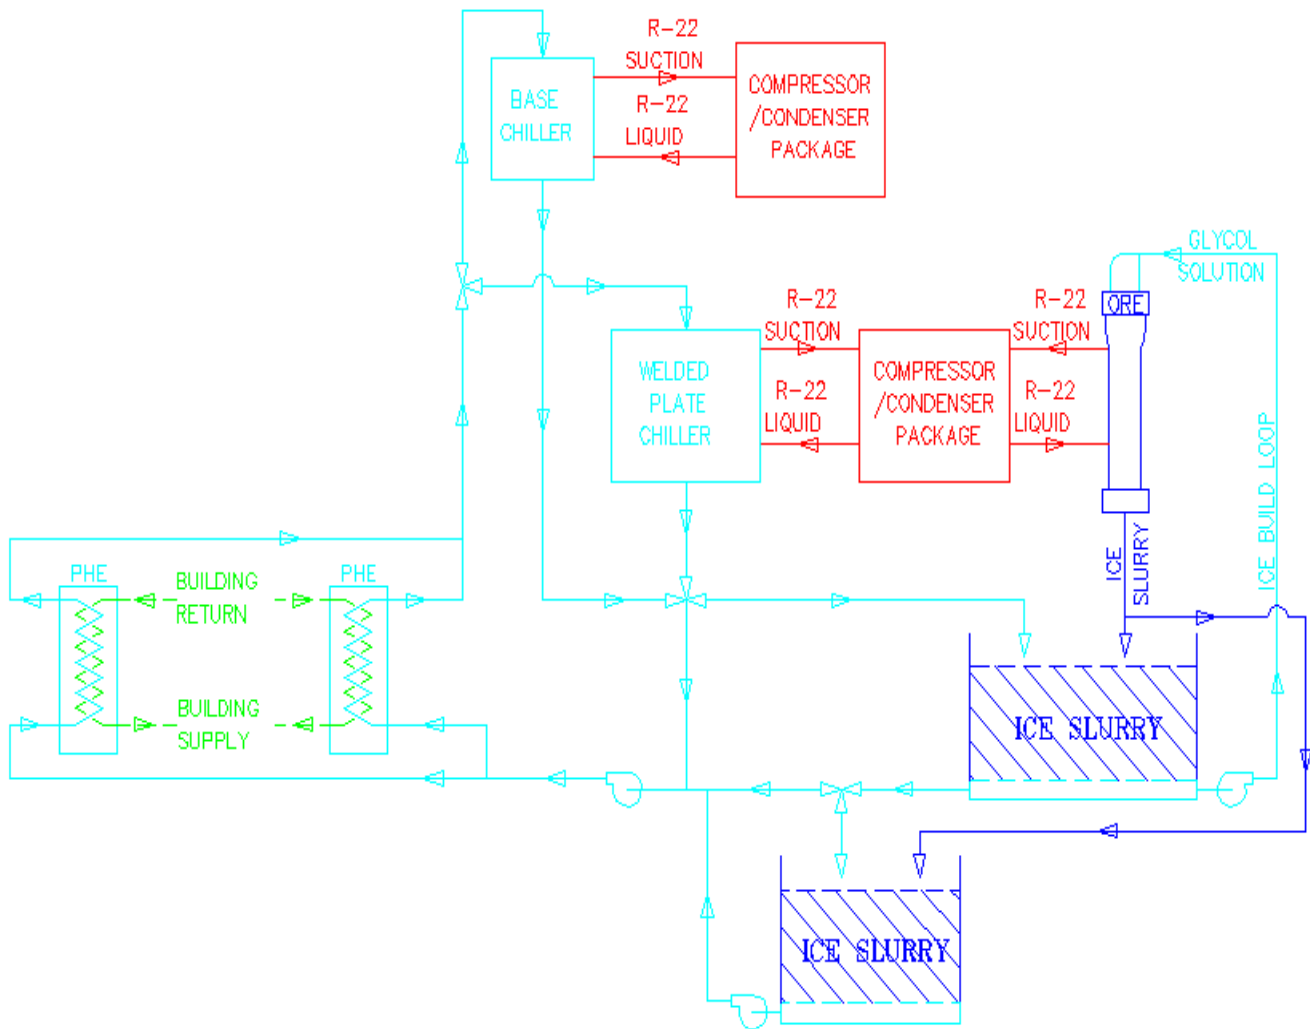 R-22
SUCTION
BASE
CHILLER
R-22
LIQUID
COMPRESSOR
/CONDENSER
PACKAGE
GLYCOL
SOLUTION
ORE
R-22
SUCTION
R-22
SUCTION
WELDED
PLATE
CHILLER
COMPRESSOR
/CONDENSER
PACKAGE
R-22
LIQUID
R-22
LIQUID
ICE BUILD LOOP
ICE
SLURRY
PHE
BUILDING
RETURN
PHE
BUILDING
SUPPLY
ICE SLURRY
ICE SLURRY